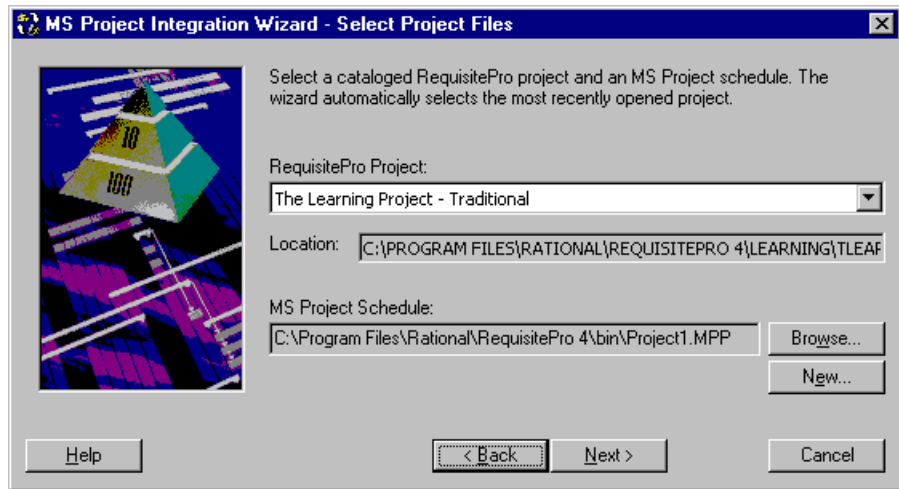 MS Project Integration Wizard - Select Project Files
Select a cataloged RequisitePro project and an MS Project schedule. The
wizard automatically selects the most recently opened project.
10
100
RequisitePro Project:
The Learning Project - Traditional
Location: C:\PROGRAM FILES\RATIONAL\REQUISITEPRO 4\LEARNING\TLEAR
MS Project Schedule:
C:\Program Files\Rational\RequisitePro 4\bin\Project1.MPP Browse...
New...
Help < Back Next > Cancel